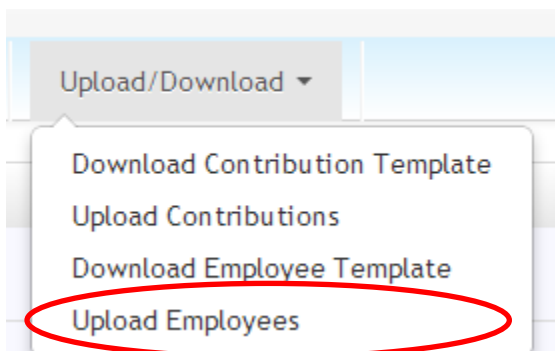 Upload/Download
Download Contribution Template
Upload Contributions
Download Employee Template
Upload Employees